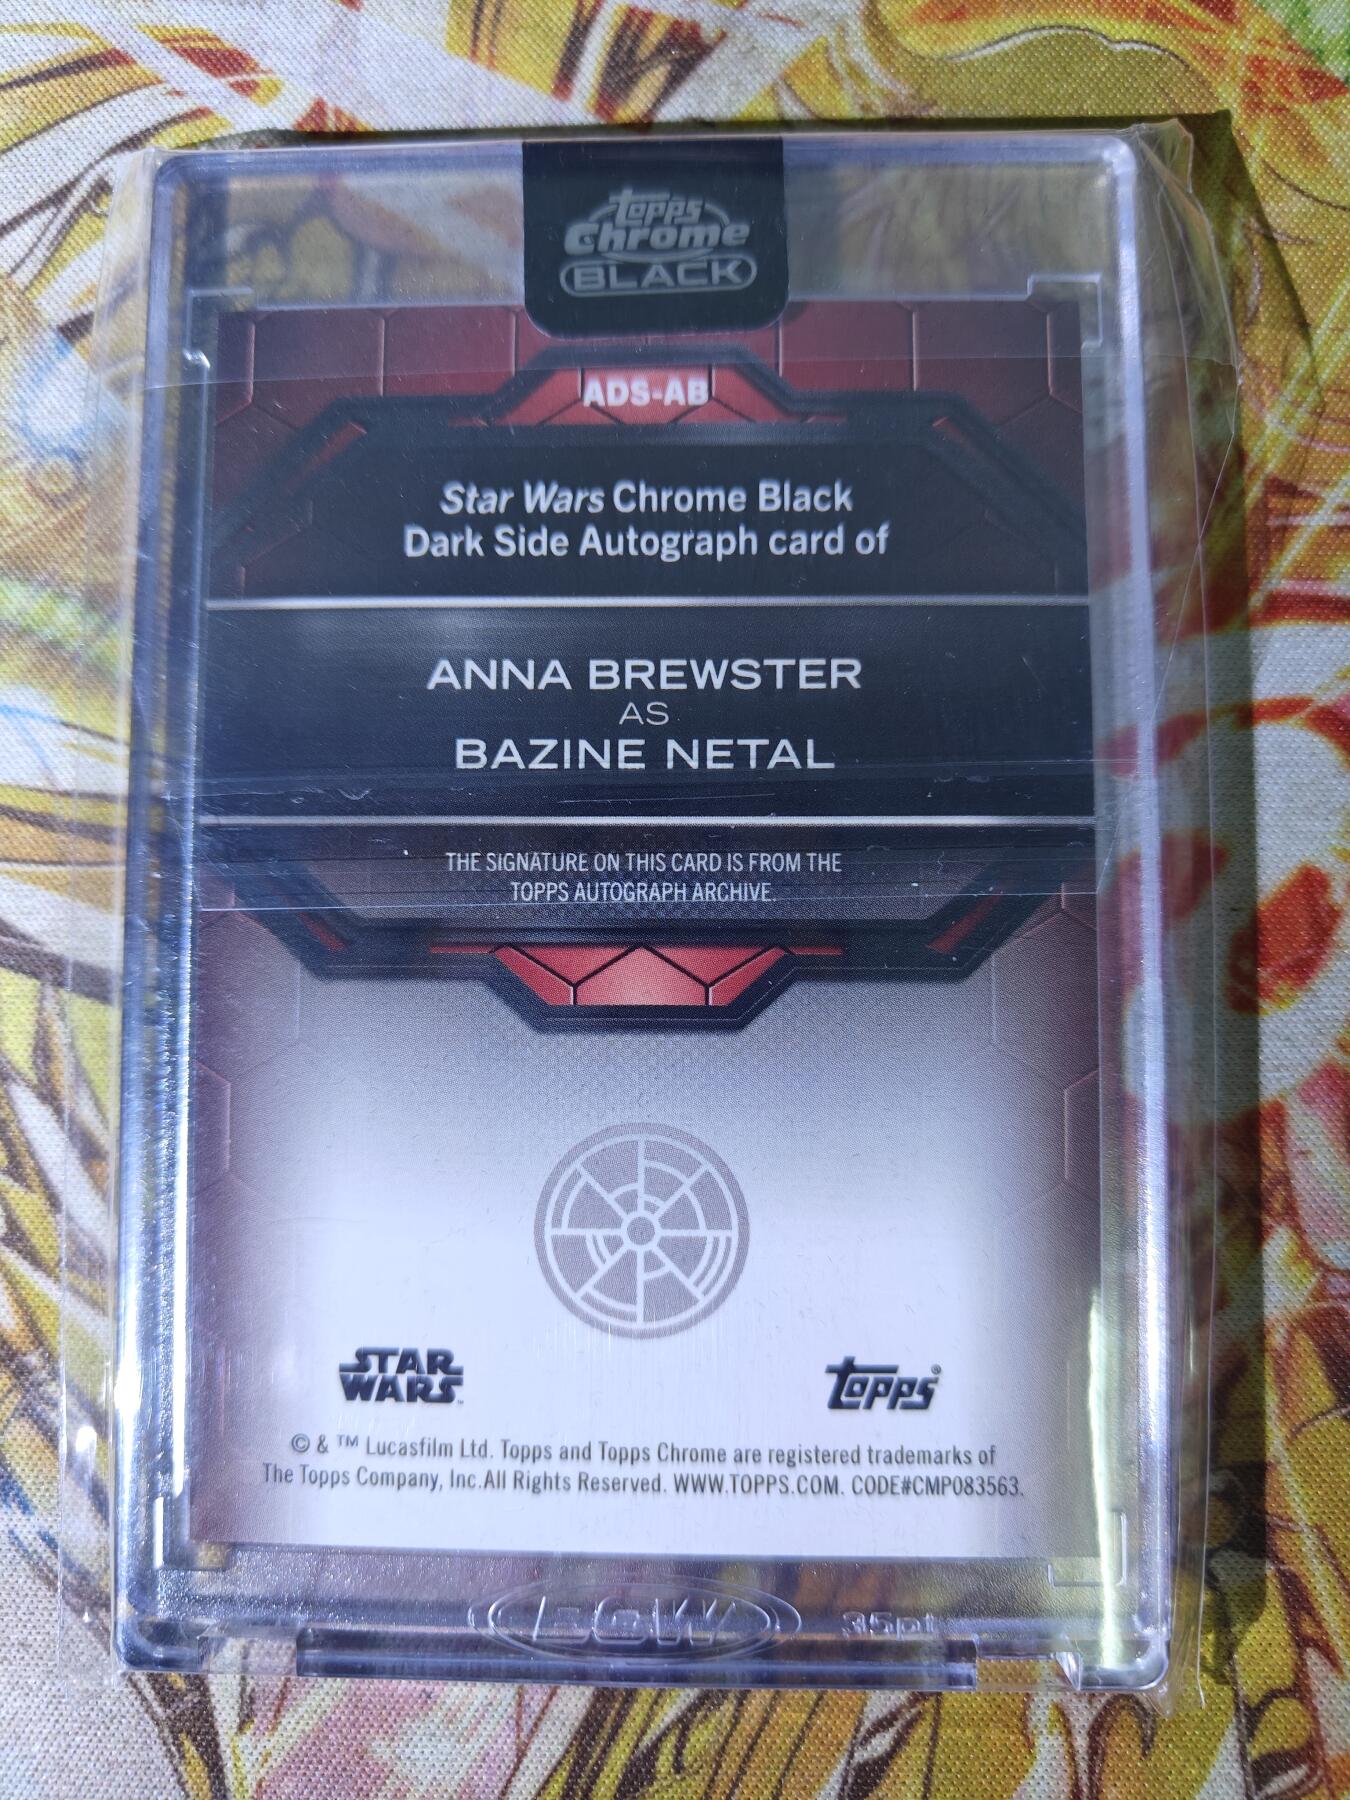 Topps
Chrome
BLACK
ADS-AB
Star Wars Chrome Black
Dark Side Autograph card of
ANNA BREWSTER
AS
BAZINE NETAL
THE SIGNATURE ON THIS CARD IS FROM THE
TOPPS AUTOGRAPH ARCHIVE.
STAR
WARS™
Topps®
© & ™ Lucasfilm Ltd. Topps and Topps Chrome are registered trademarks of
The Topps Company, Inc.All Rights Reserved. WWW.TOPPS.COM. CODE#CMP083563.
35pt